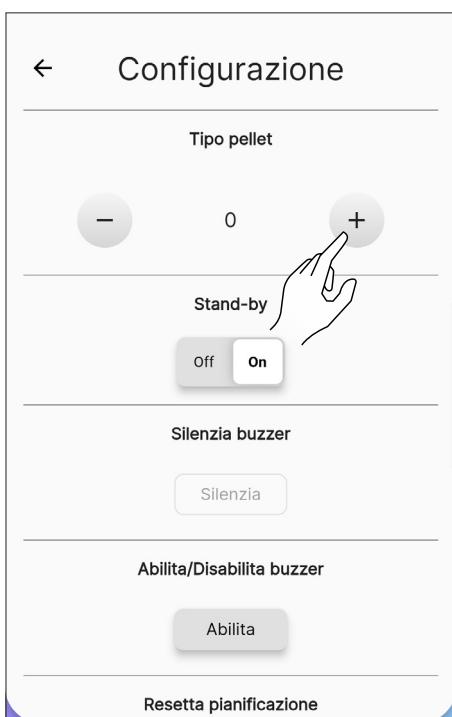 Configurazione
Tipo pellet
− 0 +
Stand-by
Off On
Silenzia buzzer
Silenzia
Abilita/Disabilita buzzer
Abilita
Resetta pianificazione